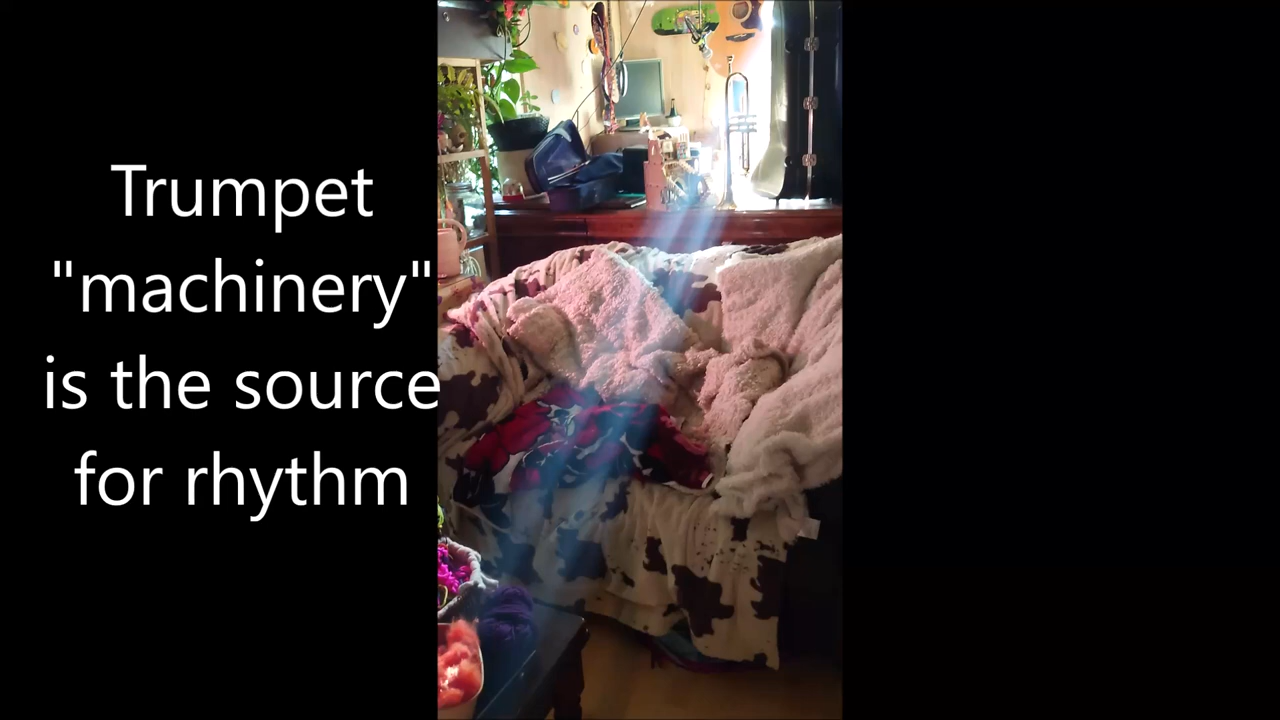 Trumpet
"machinery"
is the source
for rhythm